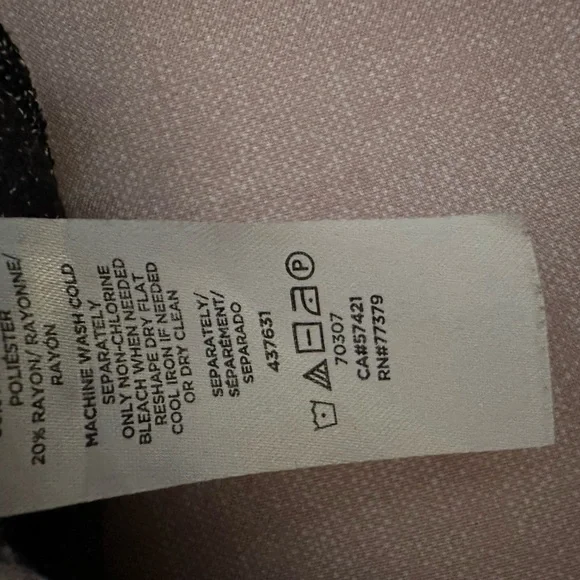 POLIÉSTER
20% RAYON/ RAYONNE/
RAYÓN
MACHINE WASH COLD
SEPARATELY
ONLY NON-CHLORINE
BLEACH WHEN NEEDED
RESHAPE DRY FLAT
COOL IRON IF NEEDED
OR DRY CLEAN
SEPARATELY/
SÉPARÉMENT/
SEPARADO
437631
P
70307
CA#57421
RN#77379